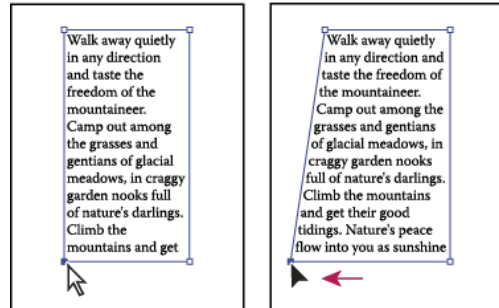 Walk away quietly
in any direction
and taste the
freedom of the
mountaineer.
Camp out among
the grasses and
gentians of glacial
meadows, in craggy
garden nooks full
of nature's darlings.
Climb the
mountains and get
Walk away quietly
in any direction and
taste the freedom of
the mountaineer.
Camp out among the
grasses and gentians
of glacial meadows, in
craggy garden nooks
full of nature's darlings.
Climb the mountains
and get their good
tidings. Nature's peace
flow into you as sunshine